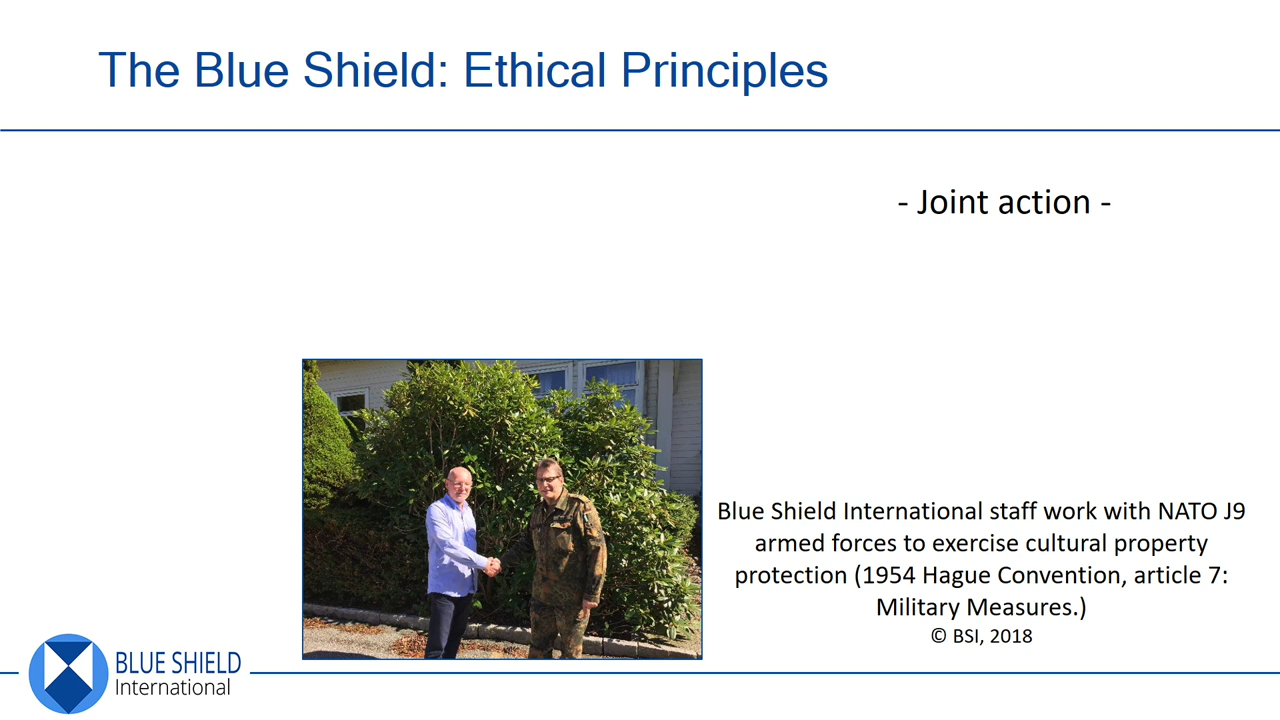 The Blue Shield: Ethical Principles
- Joint action -
Blue Shield International staff work with NATO J9
armed forces to exercise cultural property
protection (1954 Hague Convention, article 7:
Military Measures.)
© BSI, 2018
BLUE SHIELD
International